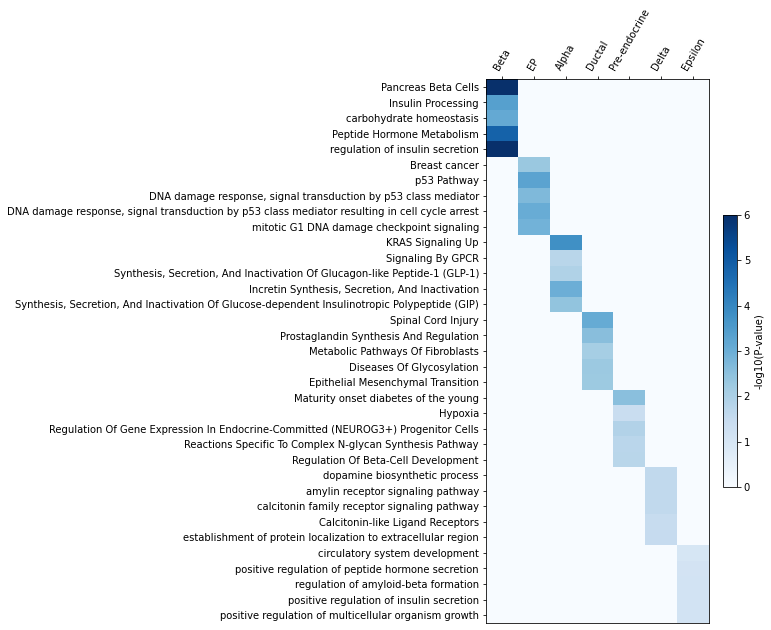 Beta
EP
Alpha
Ductal
Pre-endocrine
Delta
Epsilon
Pancreas Beta Cells
Insulin Processing
carbohydrate homeostasis
Peptide Hormone Metabolism
regulation of insulin secretion
Breast cancer
p53 Pathway
DNA damage response, signal transduction by p53 class mediator
DNA damage response, signal transduction by p53 class mediator resulting in cell cycle arrest
mitotic G1 DNA damage checkpoint signaling
KRAS Signaling Up
Signaling By GPCR
Synthesis, Secretion, And Inactivation Of Glucagon-like Peptide-1 (GLP-1)
Incretin Synthesis, Secretion, And Inactivation
Synthesis, Secretion, And Inactivation Of Glucose-dependent Insulinotropic Polypeptide (GIP)
Spinal Cord Injury
Prostaglandin Synthesis And Regulation
Metabolic Pathways Of Fibroblasts
Diseases Of Glycosylation
Epithelial Mesenchymal Transition
Maturity onset diabetes of the young
Hypoxia
Regulation Of Gene Expression In Endocrine-Committed (NEUROG3+) Progenitor Cells
Reactions Specific To Complex N-glycan Synthesis Pathway
Regulation Of Beta-Cell Development
dopamine biosynthetic process
amylin receptor signaling pathway
calcitonin family receptor signaling pathway
Calcitonin-like Ligand Receptors
establishment of protein localization to extracellular region
circulatory system development
positive regulation of peptide hormone secretion
regulation of amyloid-beta formation
positive regulation of insulin secretion
positive regulation of multicellular organism growth
6
5
4
3
2
1
0
-log10(P-value)